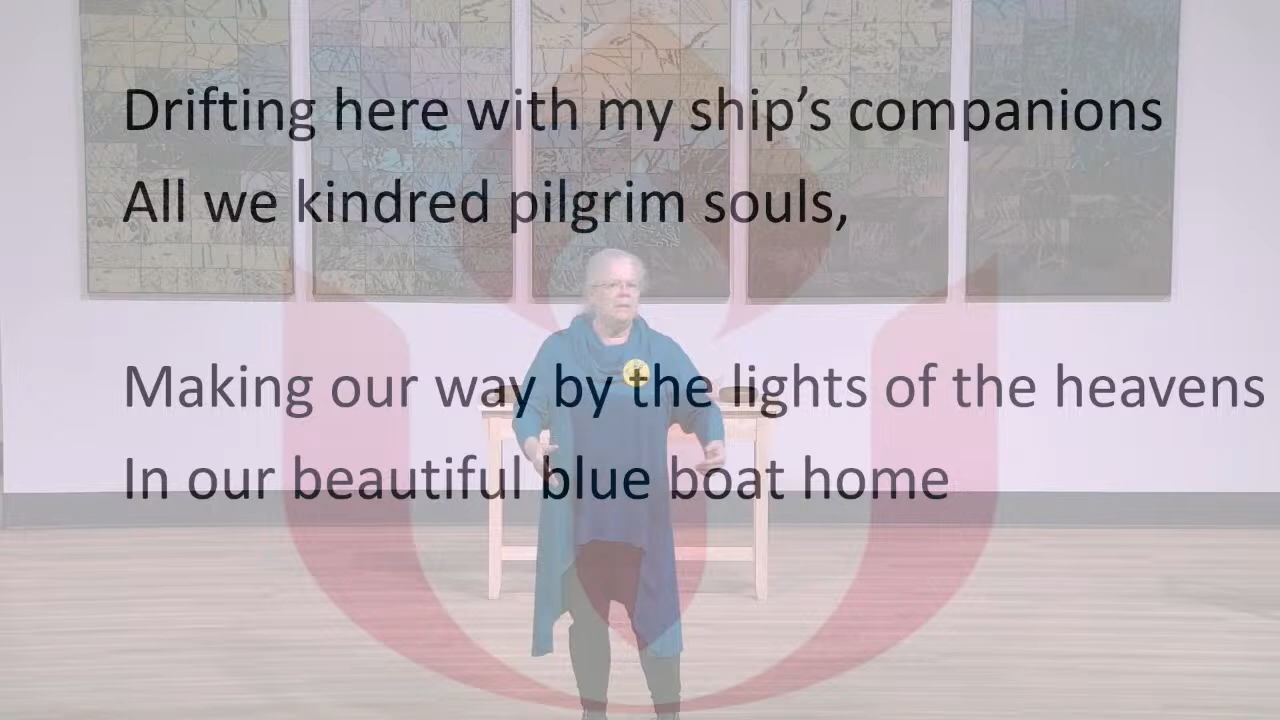 Drifting here with my ship’s companions
All we kindred pilgrim souls,
Making our way by the lights of the heavens
In our beautiful blue boat home